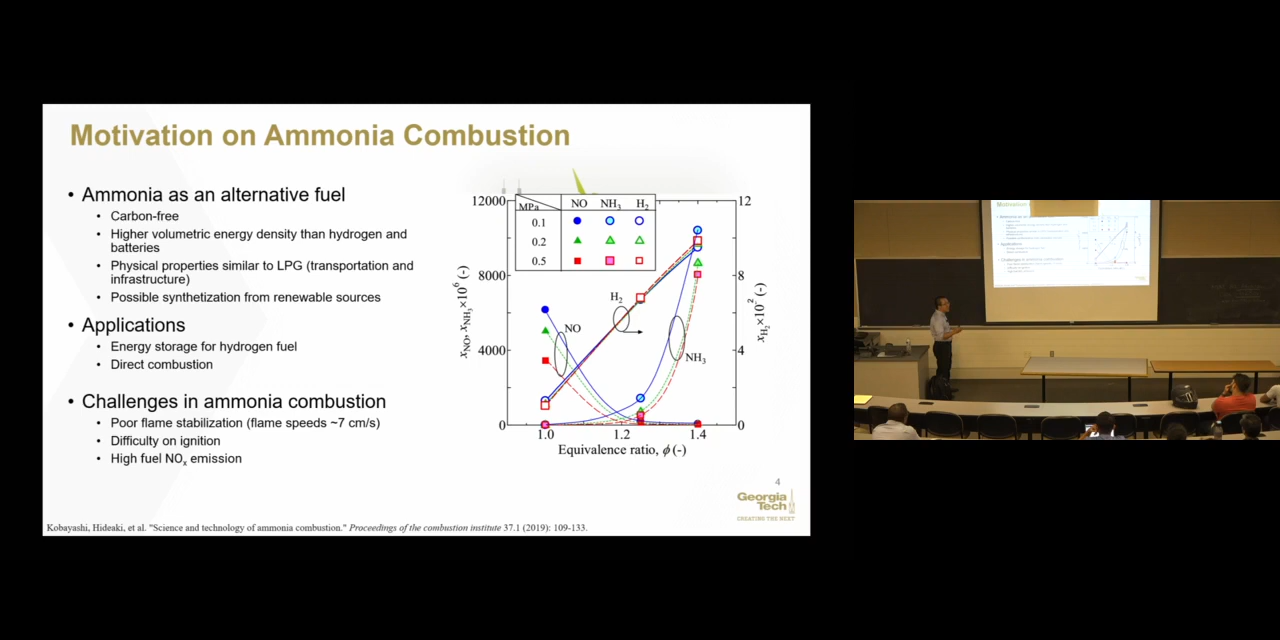 Motivation on Ammonia Combustion
• Ammonia as an alternative fuel
• Carbon-free
• Higher volumetric energy density than hydrogen and
batteries
• Physical properties similar to LPG (transportation and
infrastructure)
• Possible synthetization from renewable sources
• Applications
• Energy storage for hydrogen fuel
• Direct combustion
• Challenges in ammonia combustion
• Poor flame stabilization (flame speeds ~7 cm/s)
• Difficulty on ignition
• High fuel NOx emission
MPa NO NH3 H2
0.1
0.2
0.5
12000
8000
4000
0
xNO, xNH3×10^6 (-)
12
8
4
0
xH2×10^-2 (-)
H2
NO
NH3
1.0 1.2 1.4
Equivalence ratio, ϕ (-)
4
Georgia
Tech
CREATING THE NEXT
Kobayashi, Hideaki, et al. "Science and technology of ammonia combustion." Proceedings of the combustion institute 37.1 (2019): 109-133.